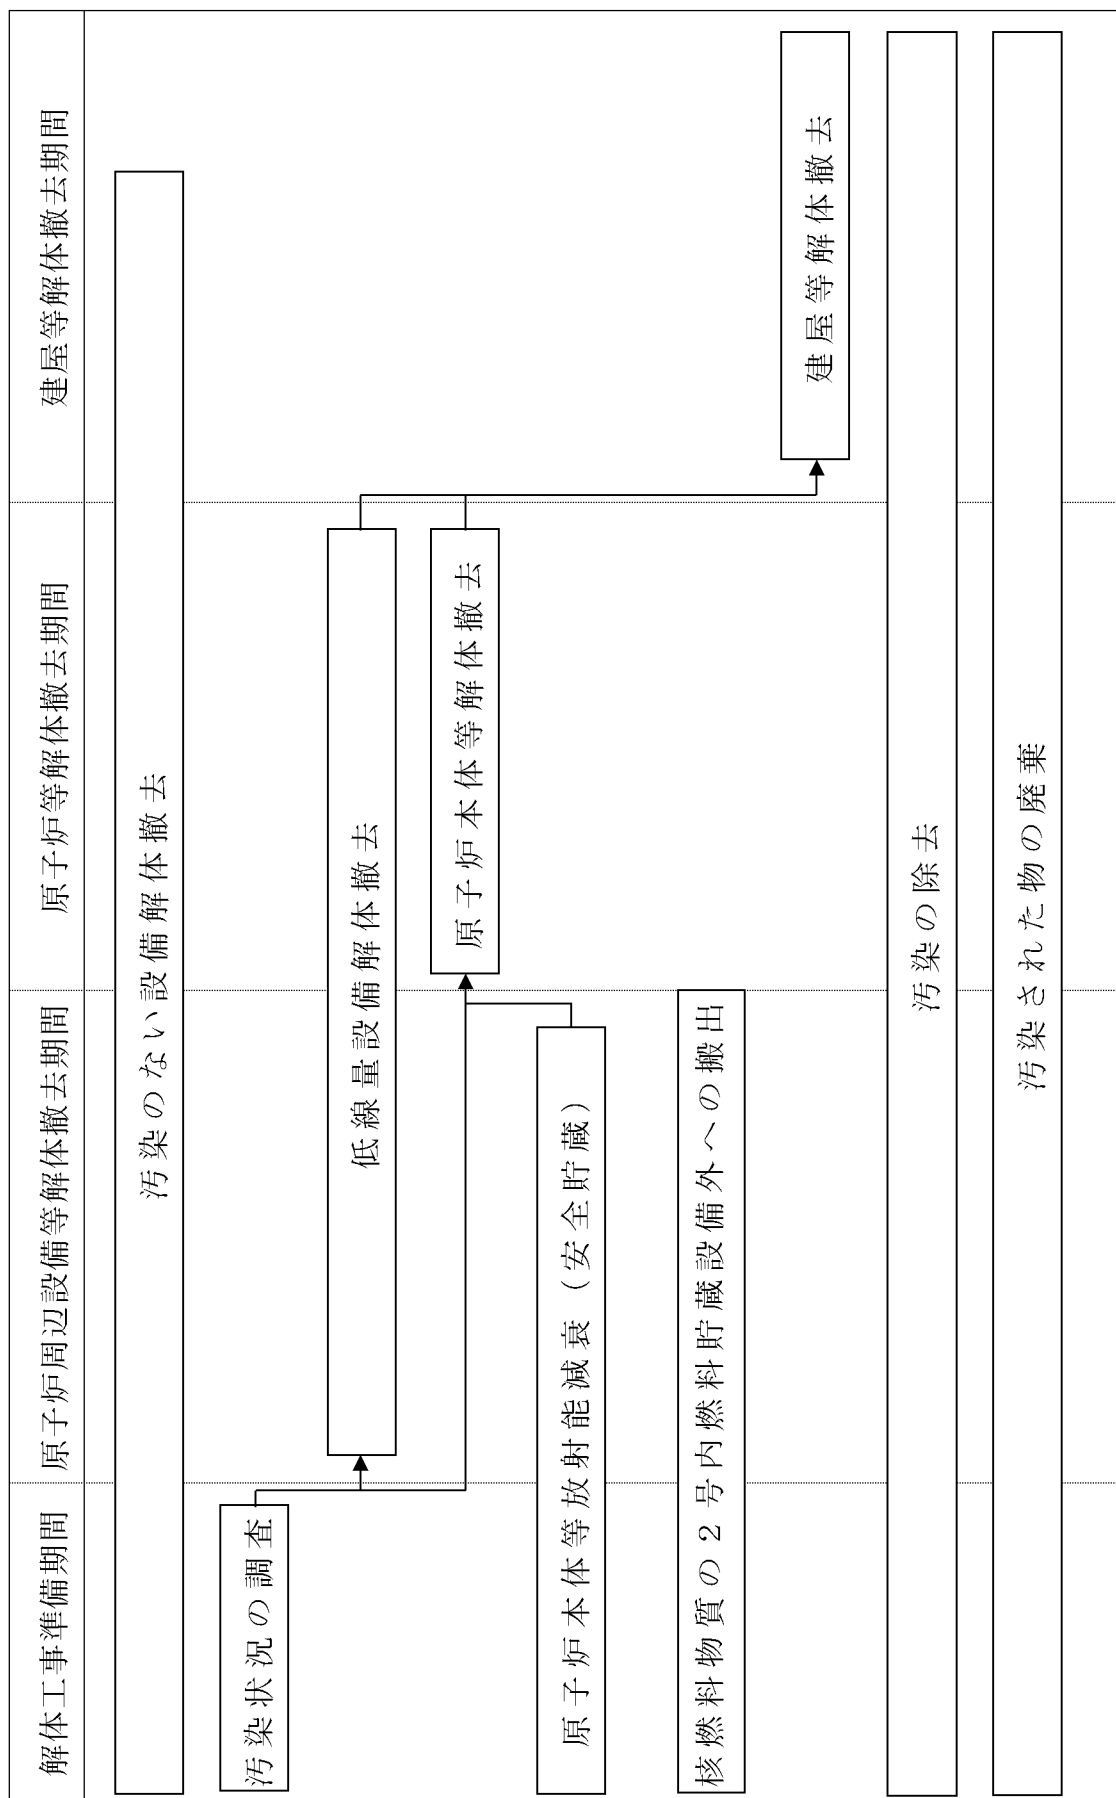 解体工事準備期間
原子炉周辺設備等解体撤去期間
原子炉等解体撤去期間
建屋等解体撤去期間
汚染のない設備解体撤去
汚染状況の調査
低線量設備解体撤去
原子炉本体等解体撤去
原子炉本体等放射能減衰（安全貯蔵）
核燃料物質の２号内燃料貯蔵設備外への搬出
建屋等解体撤去
汚染の除去
汚染された物の廃棄